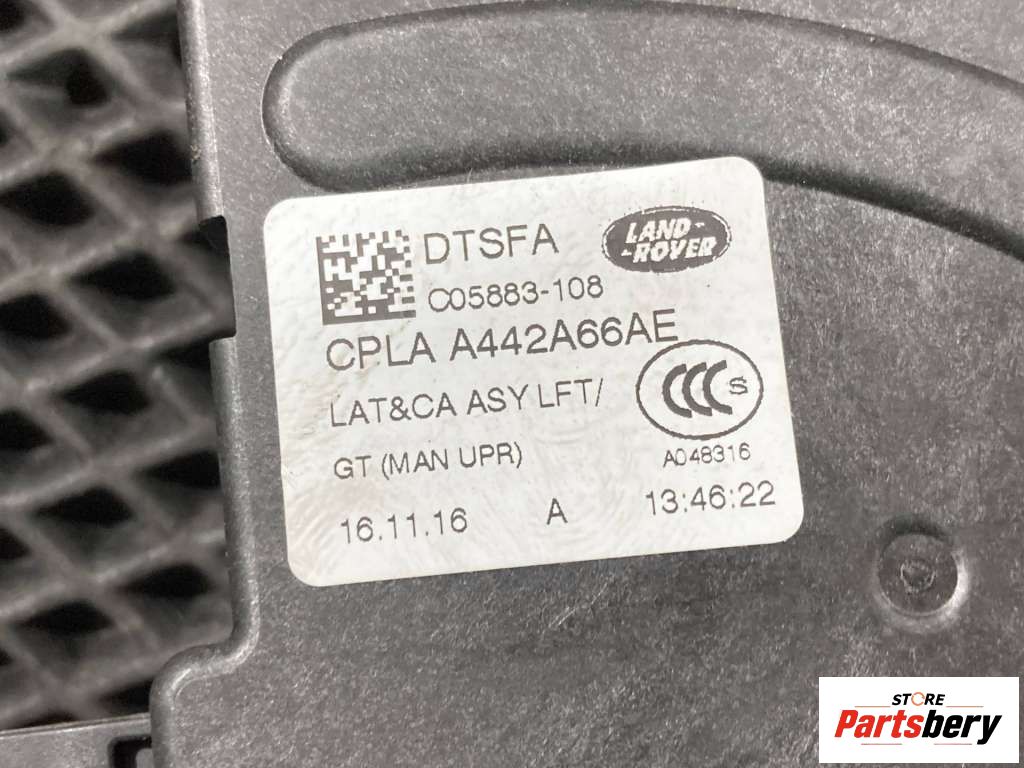 DTSFA
LAND-
-ROVER
C05883-108
CPLA A442A66AE
CCC S
LAT&CA ASY LFT/
GT (MAN UPR)
A048316
16.11.16 A 13:46:22
STORE
Partsbery